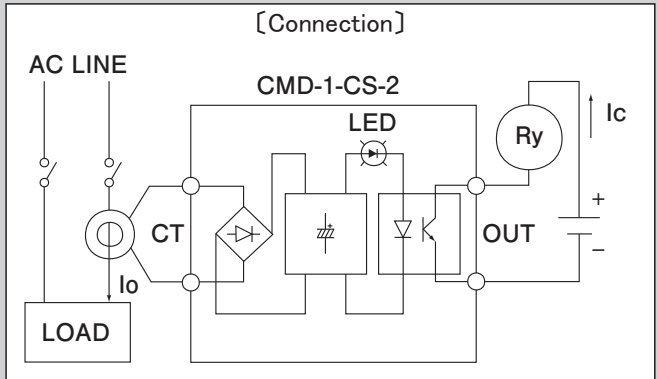 〔Connection〕
AC LINE
CMD-1-CS-2
LED
Ry
Ic
CT
OUT
+
−
Io
LOAD